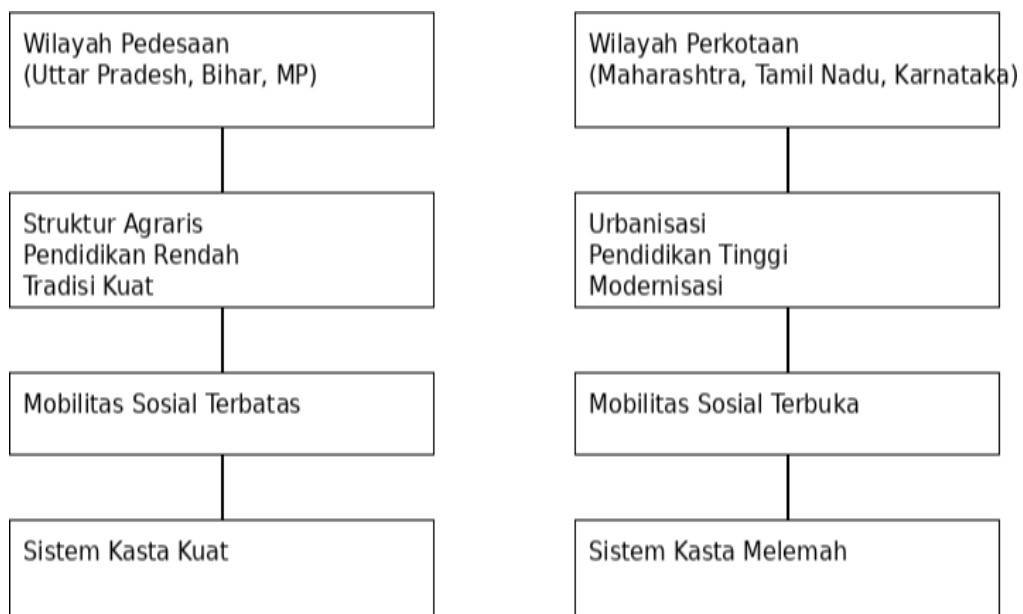 Wilayah Pedesaan
(Uttar Pradesh, Bihar, MP)
Struktur Agraris
Pendidikan Rendah
Tradisi Kuat
Mobilitas Sosial Terbatas
Sistem Kasta Kuat
Wilayah Perkotaan
(Maharashtra, Tamil Nadu, Karnataka)
Urbanisasi
Pendidikan Tinggi
Modernisasi
Mobilitas Sosial Terbuka
Sistem Kasta Melemah